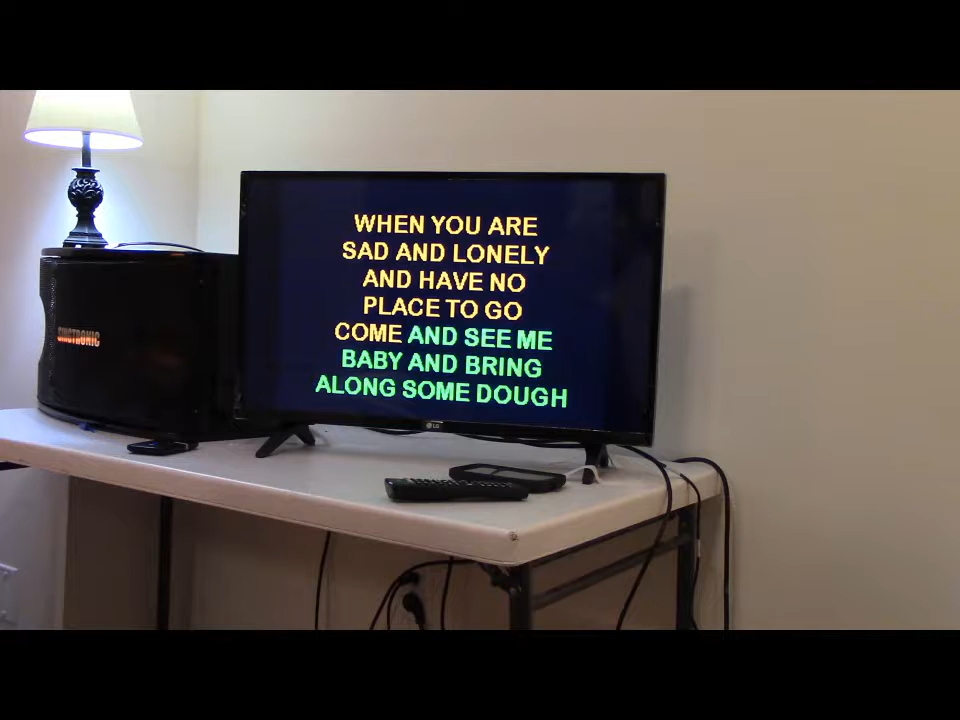 WHEN YOU ARE
SAD AND LONELY
AND HAVE NO
PLACE TO GO
COME AND SEE ME
BABY AND BRING
ALONG SOME DOUGH
SINGTRONIC
LG